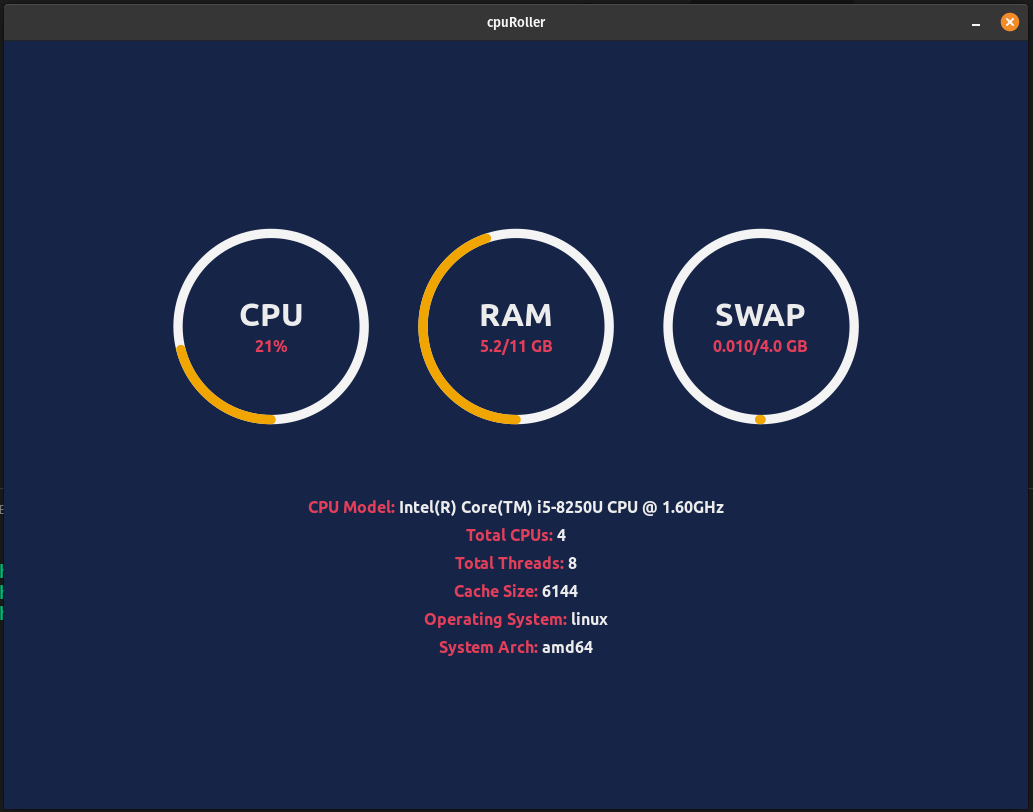 cpuRoller
CPU
21%
RAM
5.2/11 GB
SWAP
0.010/4.0 GB
CPU Model: Intel(R) Core(TM) i5-8250U CPU @ 1.60GHz
Total CPUs: 4
Total Threads: 8
Cache Size: 6144
Operating System: linux
System Arch: amd64